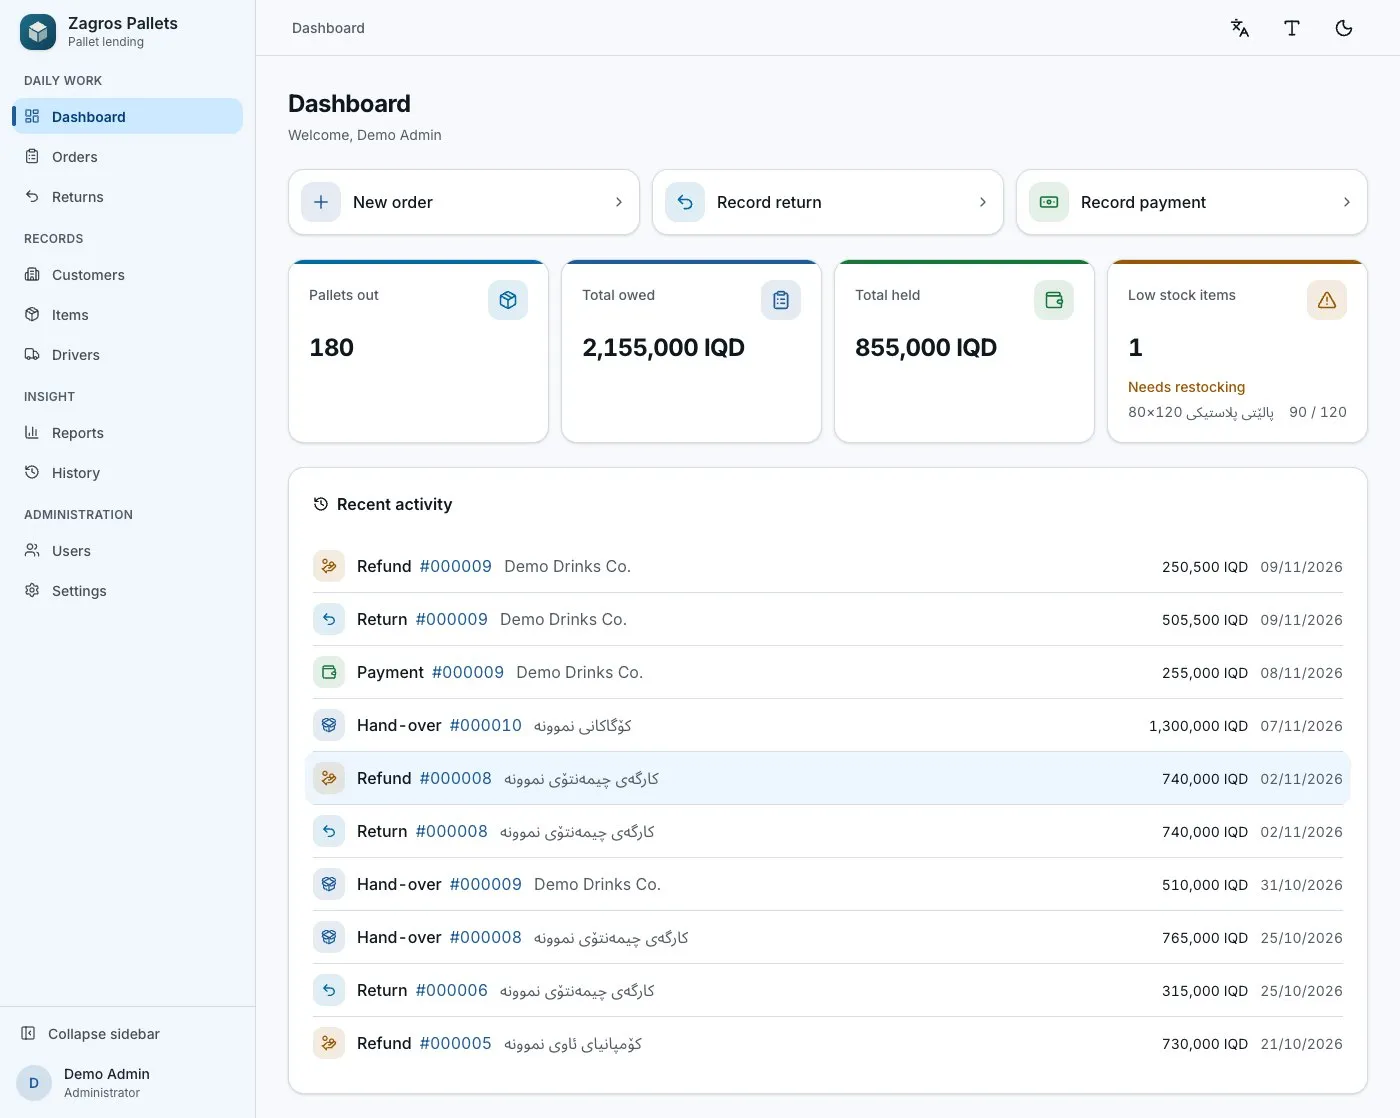 Zagros Pallets
Pallet lending
DAILY WORK
Dashboard
Orders
Returns
RECORDS
Customers
Items
Drivers
INSIGHT
Reports
History
ADMINISTRATION
Users
Settings
Collapse sidebar
D
Demo Admin
Administrator
Dashboard
Dashboard
Welcome, Demo Admin
New order
Record return
Record payment
Pallets out
180
Total owed
2,155,000 IQD
Total held
855,000 IQD
Low stock items
1
Needs restocking
پالێتی پلاستیکی 120×80 90 / 120
Recent activity
Refund #000009 Demo Drinks Co. 250,500 IQD 09/11/2026
Return #000009 Demo Drinks Co. 505,500 IQD 09/11/2026
Payment #000009 Demo Drinks Co. 255,000 IQD 08/11/2026
Hand-over #000010 کۆگاکانی نموونە 1,300,000 IQD 07/11/2026
Refund #000008 کارگەی چیمەنتۆی نموونە 740,000 IQD 02/11/2026
Return #000008 کارگەی چیمەنتۆی نموونە 740,000 IQD 02/11/2026
Hand-over #000009 Demo Drinks Co. 510,000 IQD 31/10/2026
Hand-over #000008 کارگەی چیمەنتۆی نموونە 765,000 IQD 25/10/2026
Return #000006 کارگەی چیمەنتۆی نموونە 315,000 IQD 25/10/2026
Refund #000005 کۆمپانیای ئاوی نموونە 730,000 IQD 21/10/2026